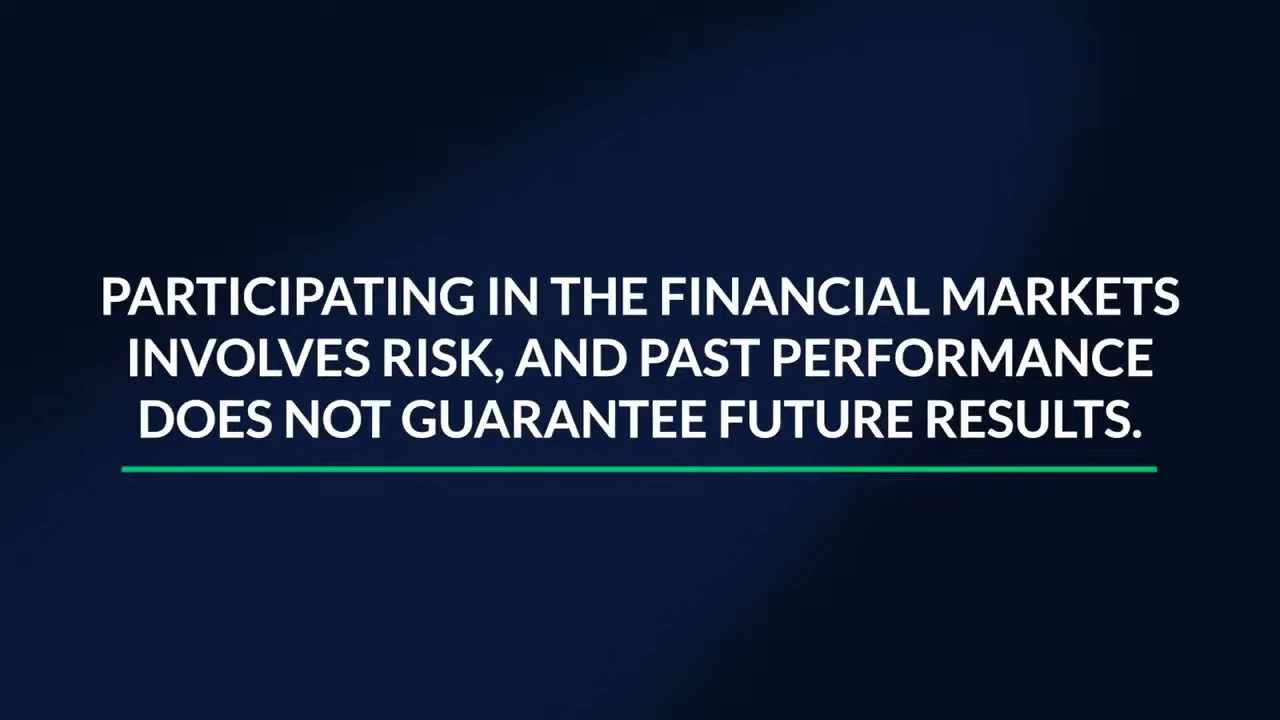 PARTICIPATING IN THE FINANCIAL MARKETS
INVOLVES RISK, AND PAST PERFORMANCE
DOES NOT GUARANTEE FUTURE RESULTS.